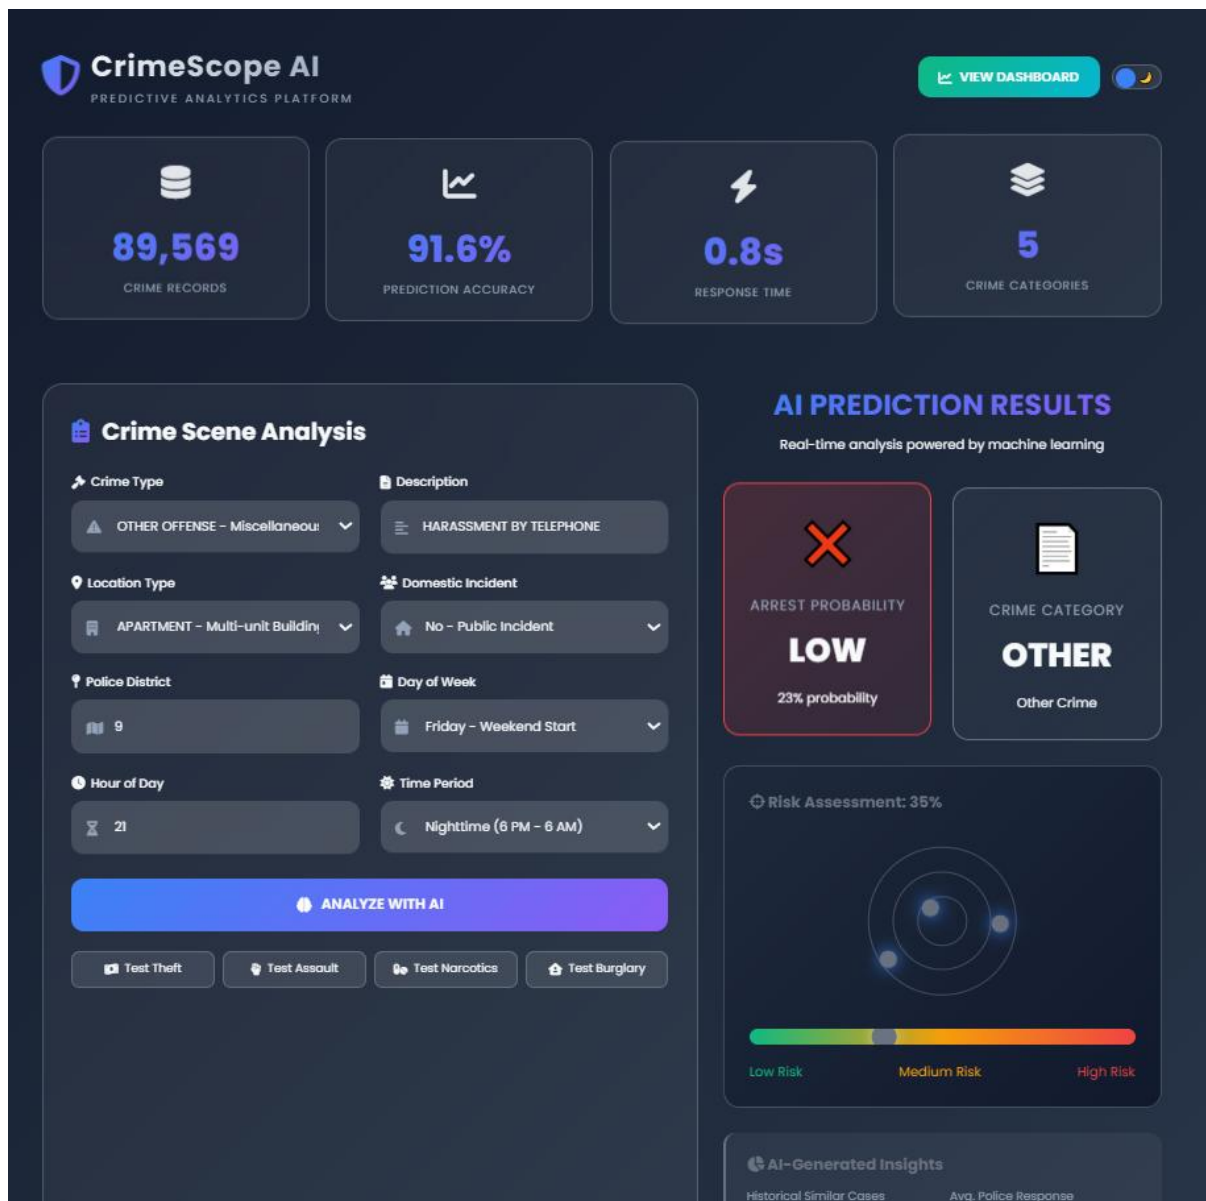 CrimeScope AI
PREDICTIVE ANALYTICS PLATFORM
VIEW DASHBOARD
89,569
CRIME RECORDS
91.6%
PREDICTION ACCURACY
0.8s
RESPONSE TIME
5
CRIME CATEGORIES
Crime Scene Analysis
Crime Type
OTHER OFFENSE - Miscellaneou
Description
HARASSMENT BY TELEPHONE
Location Type
APARTMENT - Multi-unit Buildin
Domestic Incident
No - Public Incident
Police District
9
Day of Week
Friday - Weekend Start
Hour of Day
21
Time Period
Nighttime (6 PM - 6 AM)
ANALYZE WITH AI
Test Theft
Test Assault
Test Narcotics
Test Burglary
AI PREDICTION RESULTS
Real-time analysis powered by machine learning
ARREST PROBABILITY
LOW
23% probability
CRIME CATEGORY
OTHER
Other Crime
Risk Assessment: 35%
Low Risk
Medium Risk
High Risk
AI-Generated Insights
Historical Similar Cases
Avg. Police Response